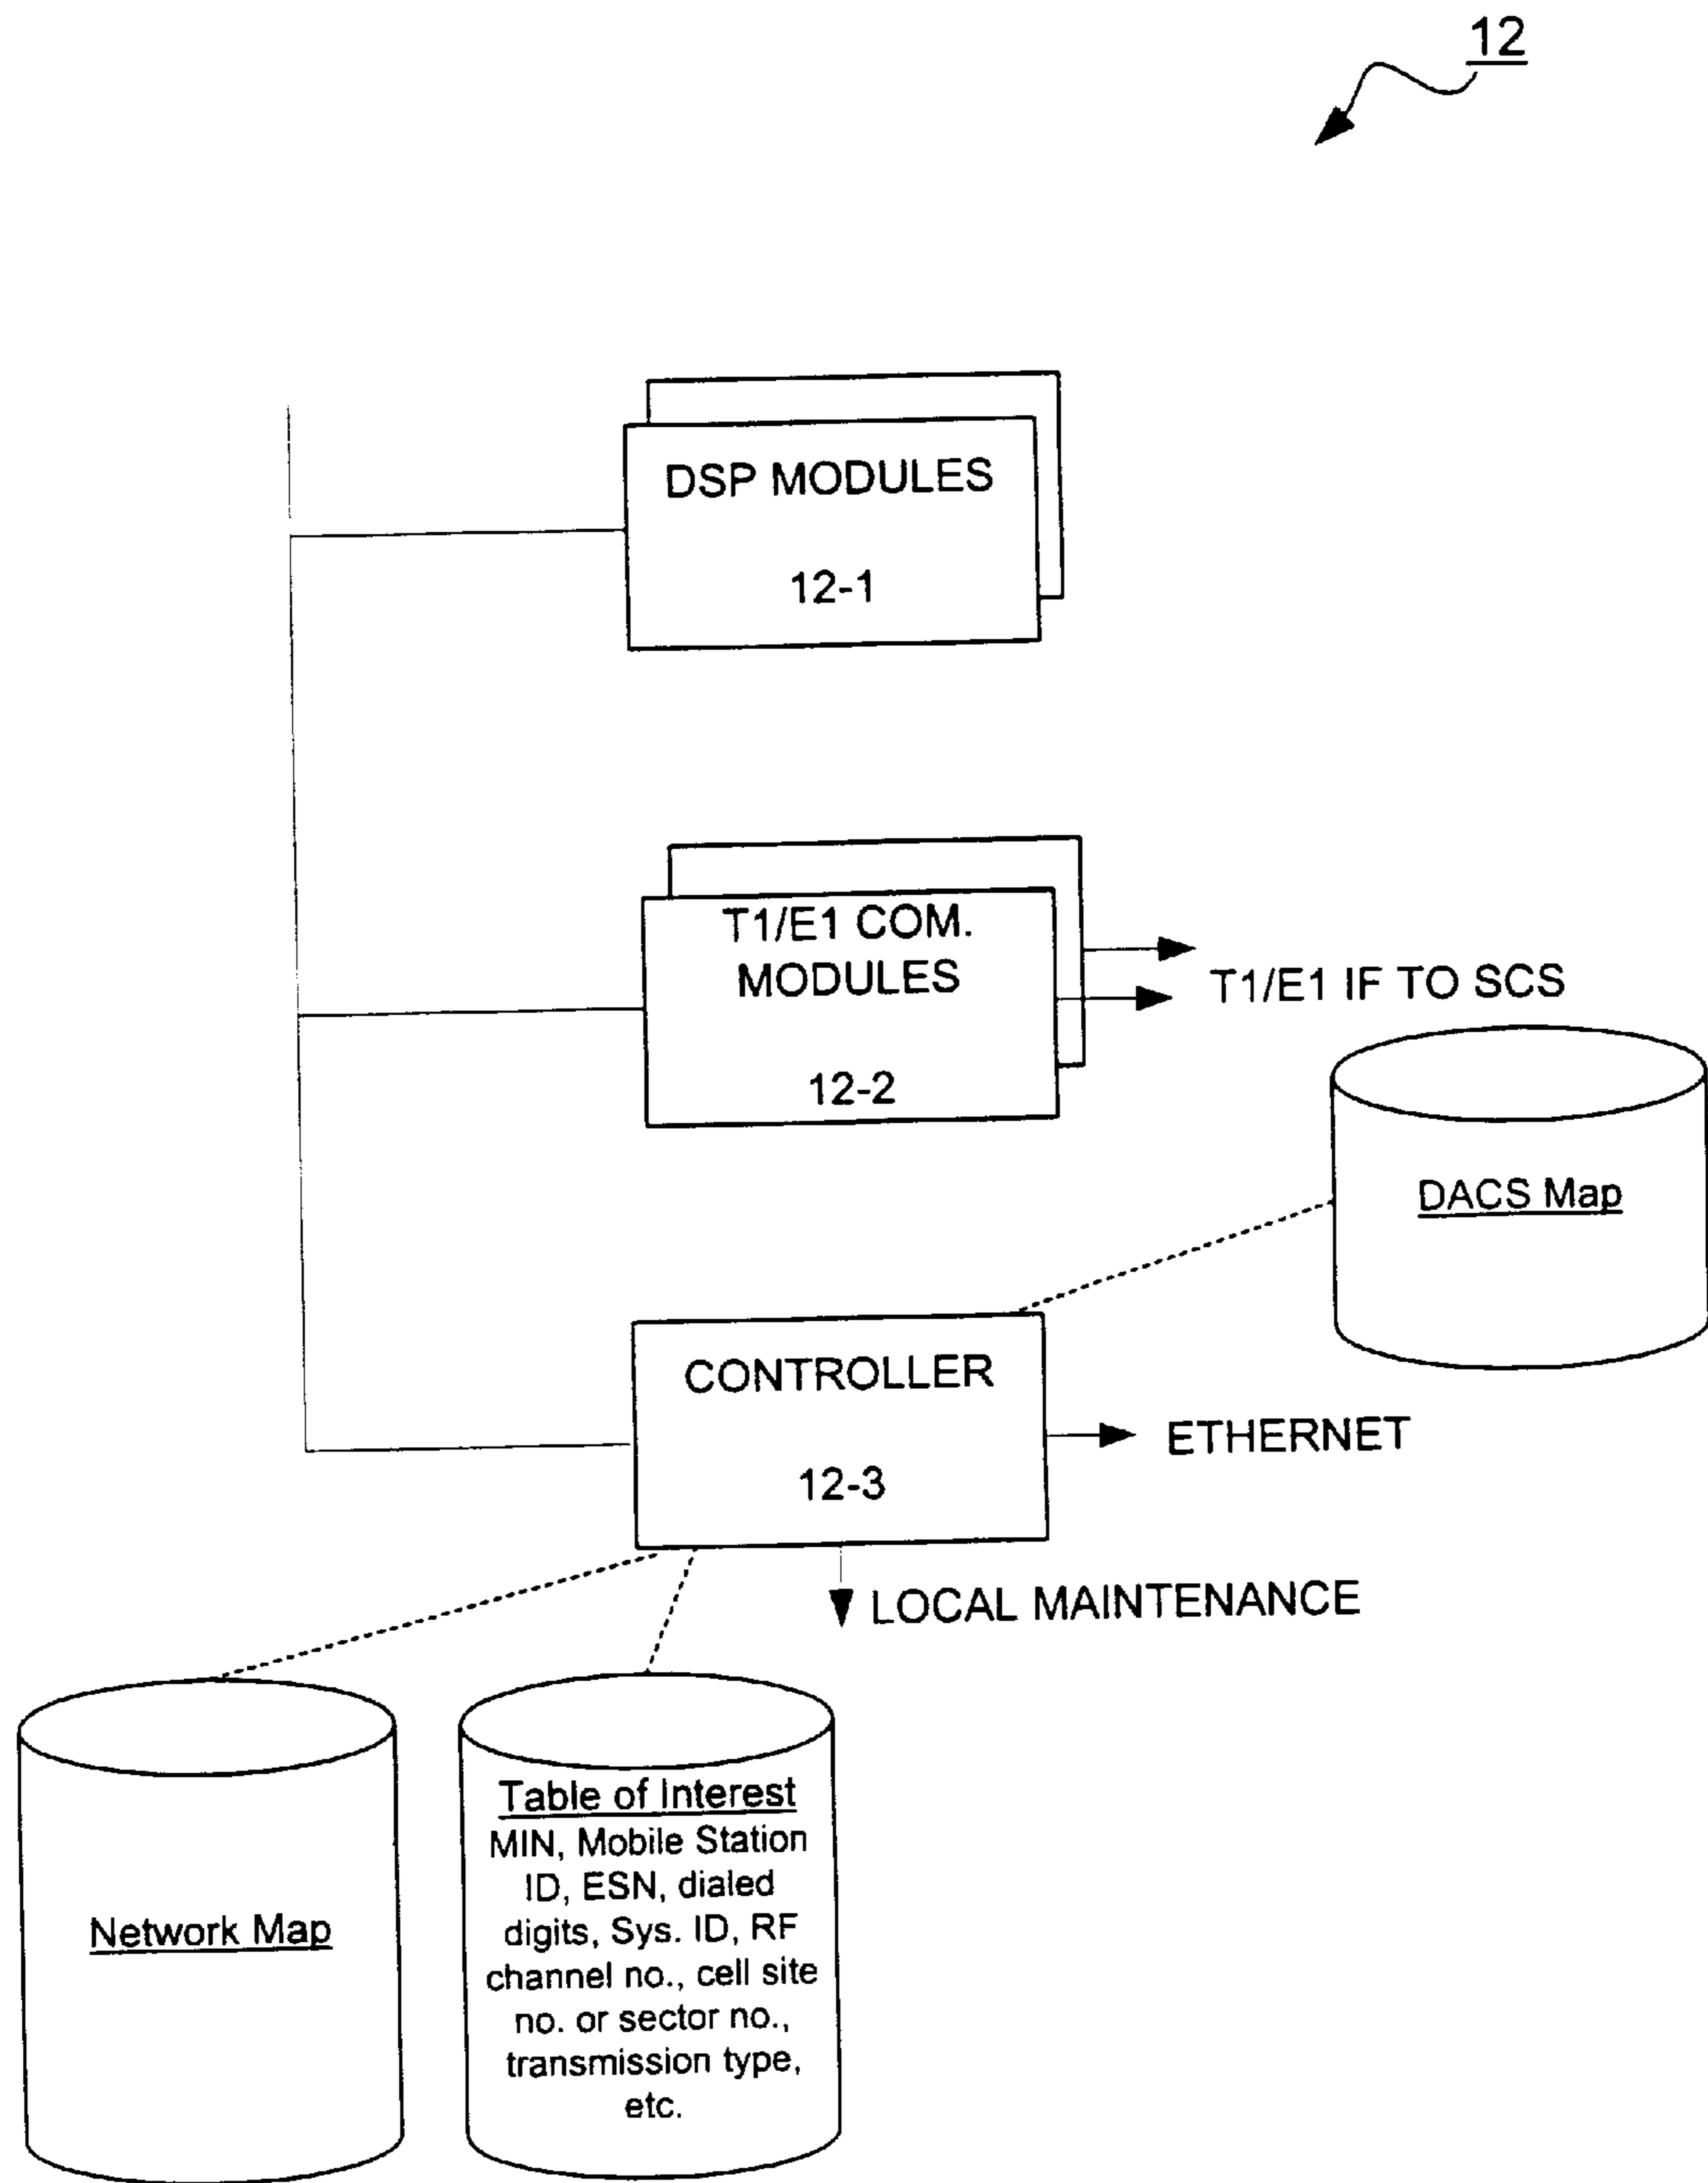 12
DSP MODULES
12-1
T1/E1 COM.
MODULES
12-2
T1/E1 IF TO SCS
DACS Map
CONTROLLER
12-3
ETHERNET
LOCAL MAINTENANCE
Network Map
Table of Interest
MIN, Mobile Station
ID, ESN, dialed
digits, Sys. ID, RF
channel no., cell site
no. or sector no.,
transmission type,
etc.